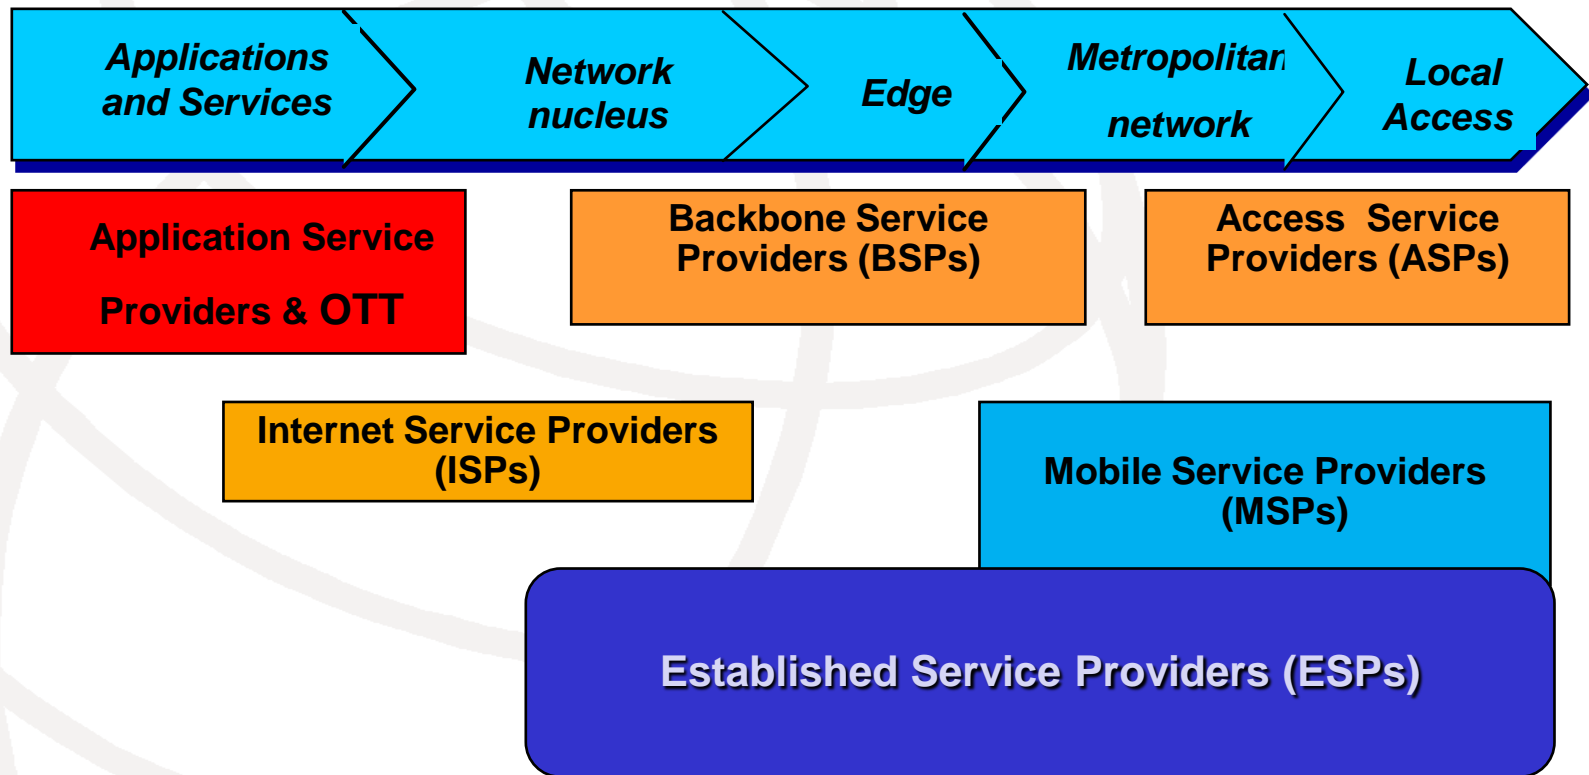 Applications
and Services
Network
nucleus
Edge
Metropolitan
network
Local
Access
Application Service
Providers & OTT
Backbone Service
Providers (BSPs)
Access Service
Providers (ASPs)
Internet Service Providers
(ISPs)
Mobile Service Providers
(MSPs)
Established Service Providers (ESPs)